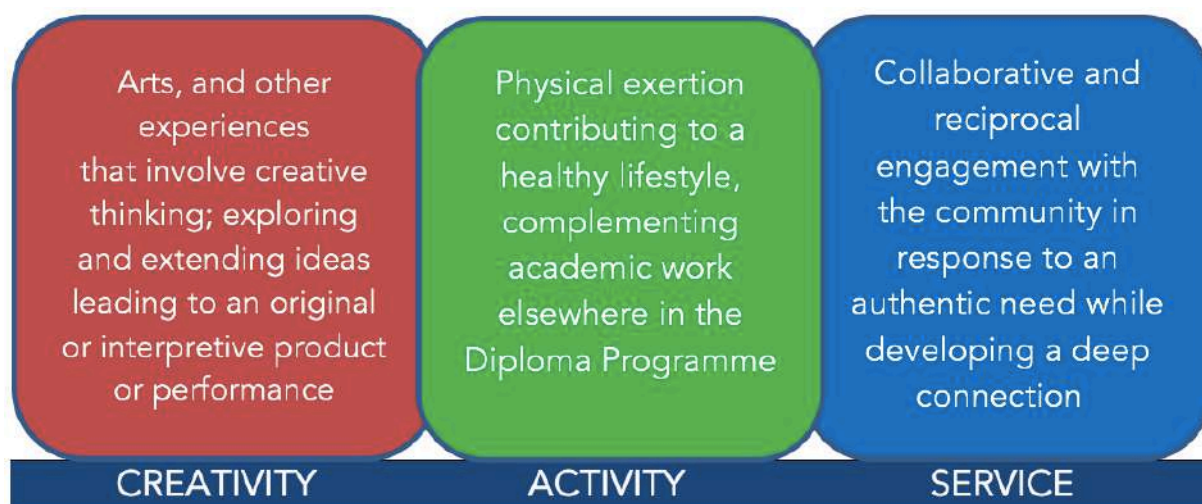 Arts, and other
experiences
that involve creative
thinking; exploring
and extending ideas
leading to an original
or interpretive product
or performance
CREATIVITY
Physical exertion
contributing to a
healthy lifestyle,
complementing
academic work
elsewhere in the
Diploma Programme
ACTIVITY
Collaborative and
reciprocal
engagement with
the community in
response to an
authentic need while
developing a deep
connection
SERVICE